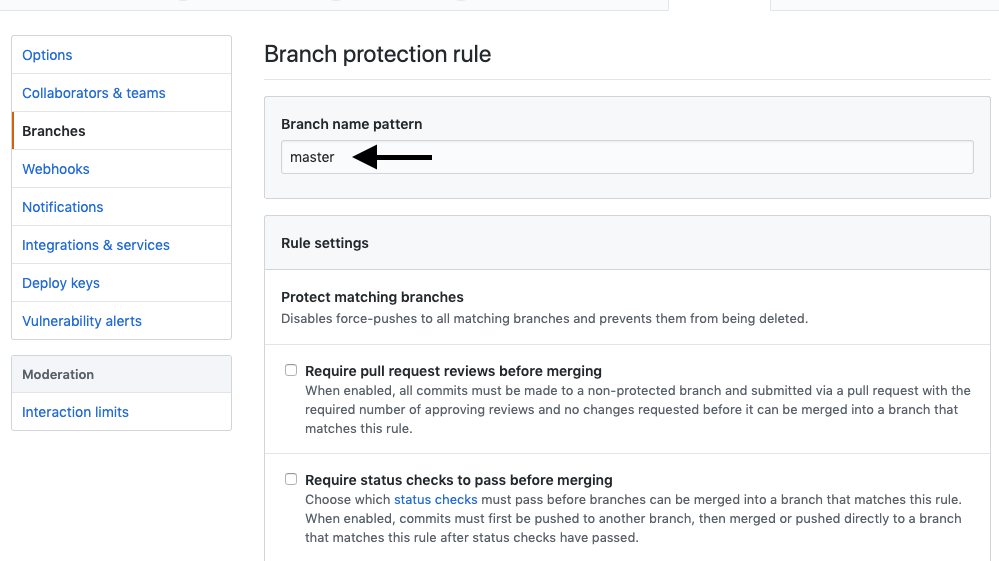 Options
Collaborators & teams
Branches
Webhooks
Notifications
Integrations & services
Deploy keys
Vulnerability alerts
Moderation
Interaction limits
Branch protection rule
Branch name pattern
master
Rule settings
Protect matching branches
Disables force-pushes to all matching branches and prevents them from being deleted.
Require pull request reviews before merging
When enabled, all commits must be made to a non-protected branch and submitted via a pull request with the
required number of approving reviews and no changes requested before it can be merged into a branch that
matches this rule.
Require status checks to pass before merging
Choose which status checks must pass before branches can be merged into a branch that matches this rule.
When enabled, commits must first be pushed to another branch, then merged or pushed directly to a branch
that matches this rule after status checks have passed.